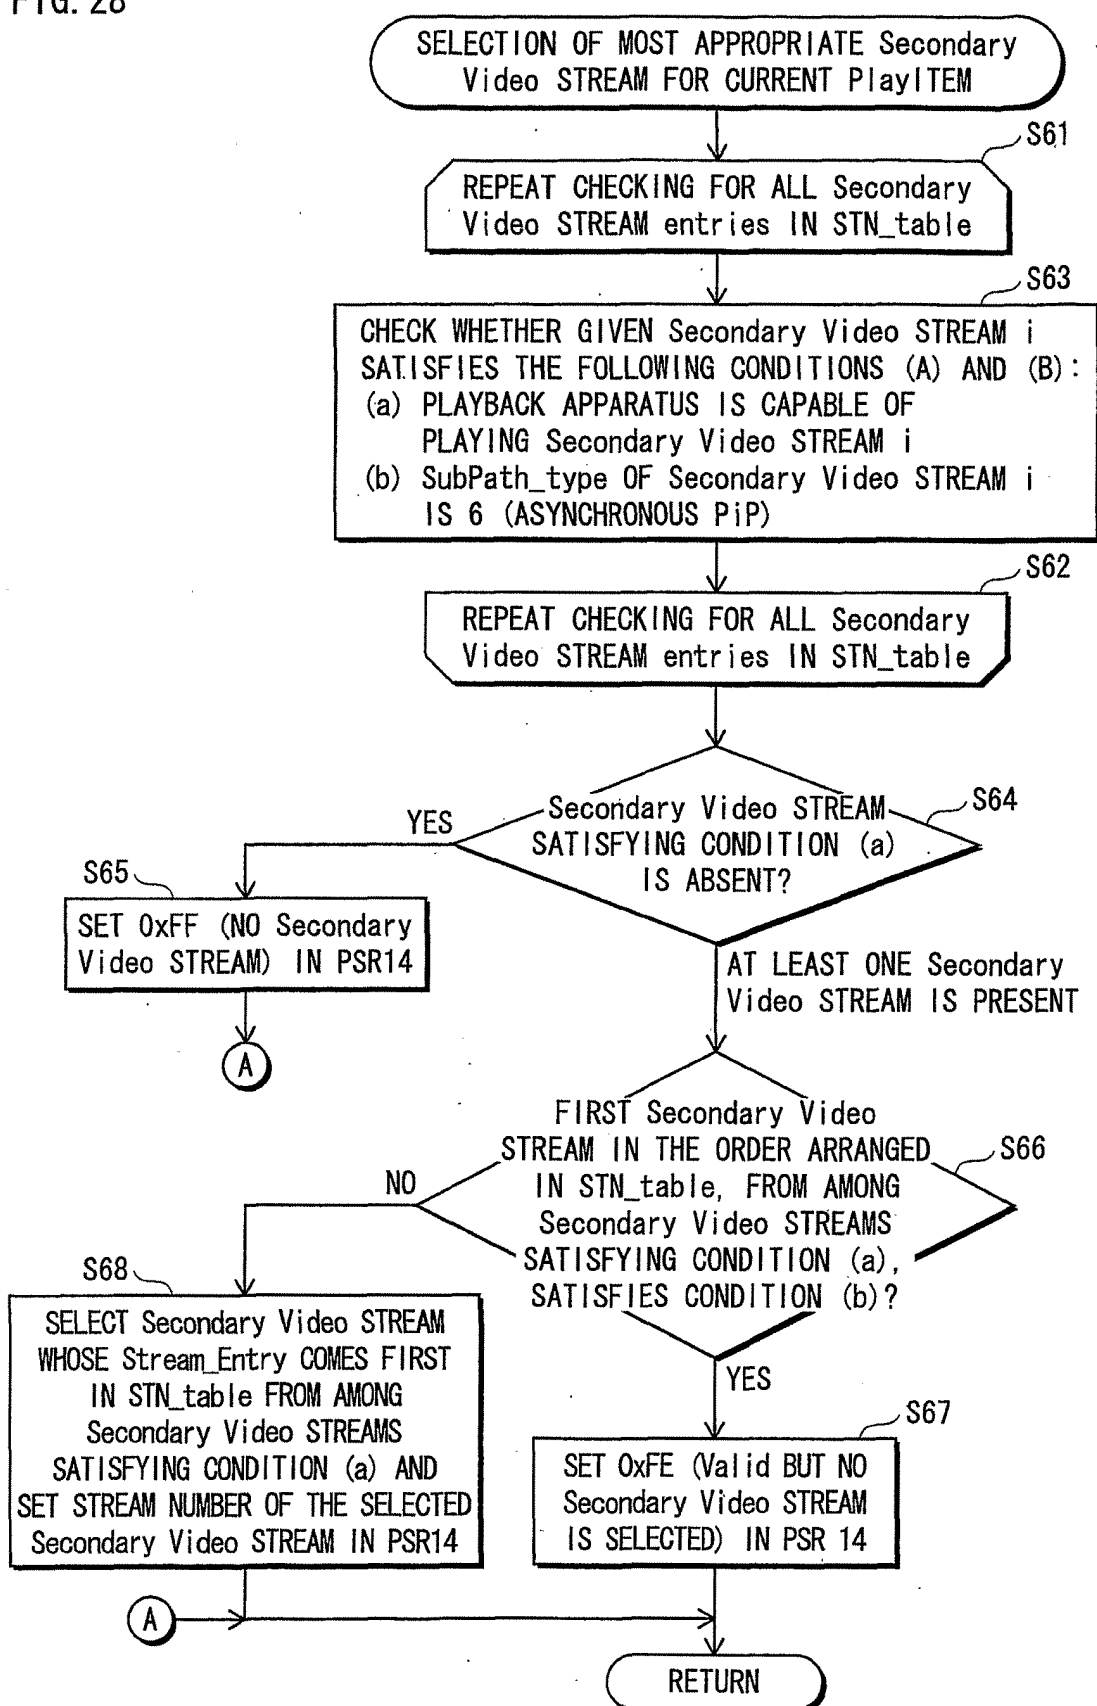 FIG. 28
SELECTION OF MOST APPROPRIATE Secondary
Video STREAM FOR CURRENT PlayITEM
S61
REPEAT CHECKING FOR ALL Secondary
Video STREAM entries IN STN_table
S63
CHECK WHETHER GIVEN Secondary Video STREAM i
SATISFIES THE FOLLOWING CONDITIONS (A) AND (B):
(a) PLAYBACK APPARATUS IS CAPABLE OF
PLAYING Secondary Video STREAM i
(b) SubPath_type OF Secondary Video STREAM i
IS 6 (ASYNCHRONOUS PiP)
S62
REPEAT CHECKING FOR ALL Secondary
Video STREAM entries IN STN_table
S64
Secondary Video STREAM
SATISFYING CONDITION (a)
IS ABSENT?
YES
S65
SET 0xFF (NO Secondary
Video STREAM) IN PSR14
A
AT LEAST ONE Secondary
Video STREAM IS PRESENT
FIRST Secondary Video
STREAM IN THE ORDER ARRANGED
IN STN_table, FROM AMONG
Secondary Video STREAMS
SATISFYING CONDITION (a),
SATISFIES CONDITION (b)?
S66
NO
S68
SELECT Secondary Video STREAM
WHOSE Stream_Entry COMES FIRST
IN STN_table FROM AMONG
Secondary Video STREAMS
SATISFYING CONDITION (a) AND
SET STREAM NUMBER OF THE SELECTED
Secondary Video STREAM IN PSR14
YES
S67
SET 0xFE (Valid BUT NO
Secondary Video STREAM
IS SELECTED) IN PSR 14
A
RETURN